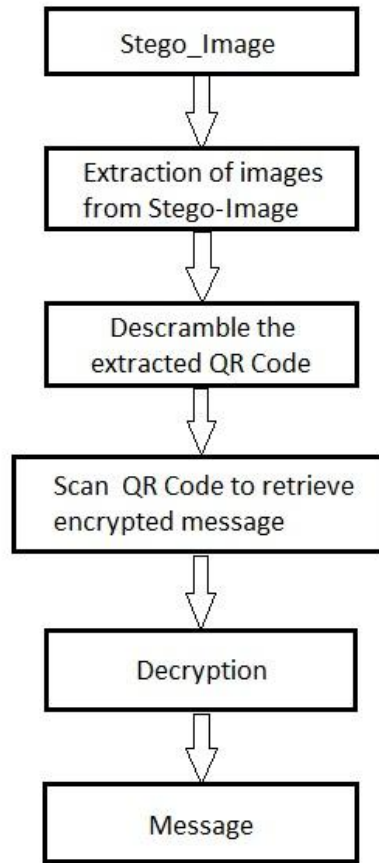 Stego_Image
Extraction of images
from Stego-Image
Descramble the
extracted QR Code
Scan QR Code to retrieve
encrypted message
Decryption
Message